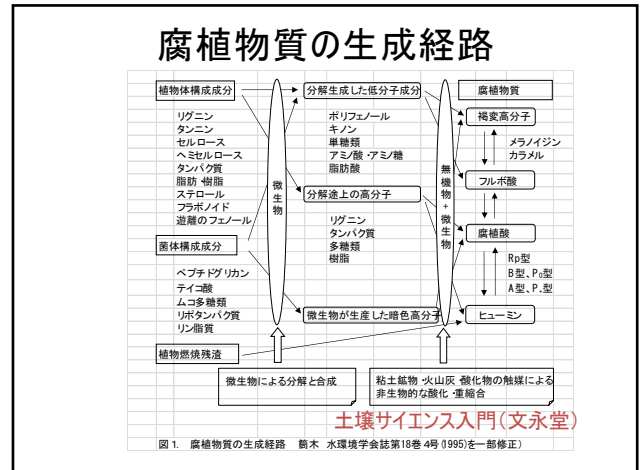 腐植物質の生成経路
植物体構成成分
リグニン
タンニン
セルロース
ヘミセルロース
タンパク質
脂肪・樹脂
ステロール
フラボノイド
遊離のフェノール
菌体構成成分
ペプチドグリカン
テイコ酸
ムコ多糖類
リポタンパク質
リン脂質
植物燃焼残渣
微生物
分解生成した低分子成分
ポリフェノール
キノン
単糖類
アミノ酸・アミノ糖
脂肪酸
分解途上の高分子
リグニン
タンパク質
多糖類
樹脂
微生物が生産した暗色高分子
無機物+微生物
腐植物質
褐変高分子
メラノイジン
カラメル
フルボ酸
腐植酸
Rp型
B型、P₀型
A型、P₊型
ヒューミン
微生物による分解と合成
粘土鉱物・火山灰・酸化物の触媒による
非生物的な酸化・重縮合
土壌サイエンス入門(文永堂)
図1. 腐植物質の生成経路 筒木 水環境学会誌第18巻4号(1995)を一部修正)